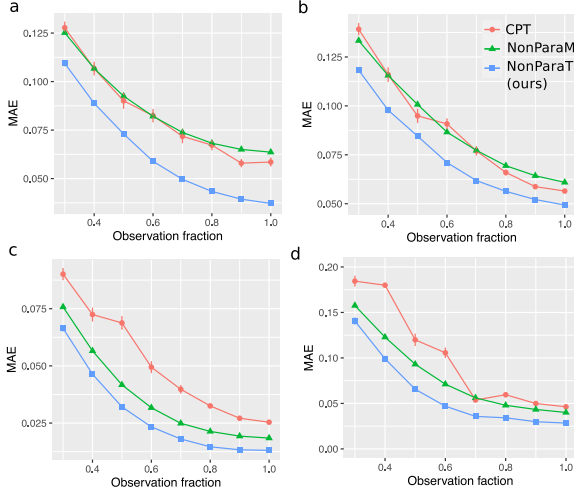 a
0.125
0.100
0.075
0.050
MAE
0.4
0.6
0.8
1.0
Observation fraction
b
0.125
0.100
0.075
0.050
MAE
0.4
0.6
0.8
1.0
Observation fraction
CPT
NonParaM
NonParaT
(ours)
c
0.075
0.050
0.025
MAE
0.4
0.6
0.8
1.0
Observation fraction
d
0.20
0.15
0.10
0.05
0.00
MAE
0.4
0.6
0.8
1.0
Observation faction